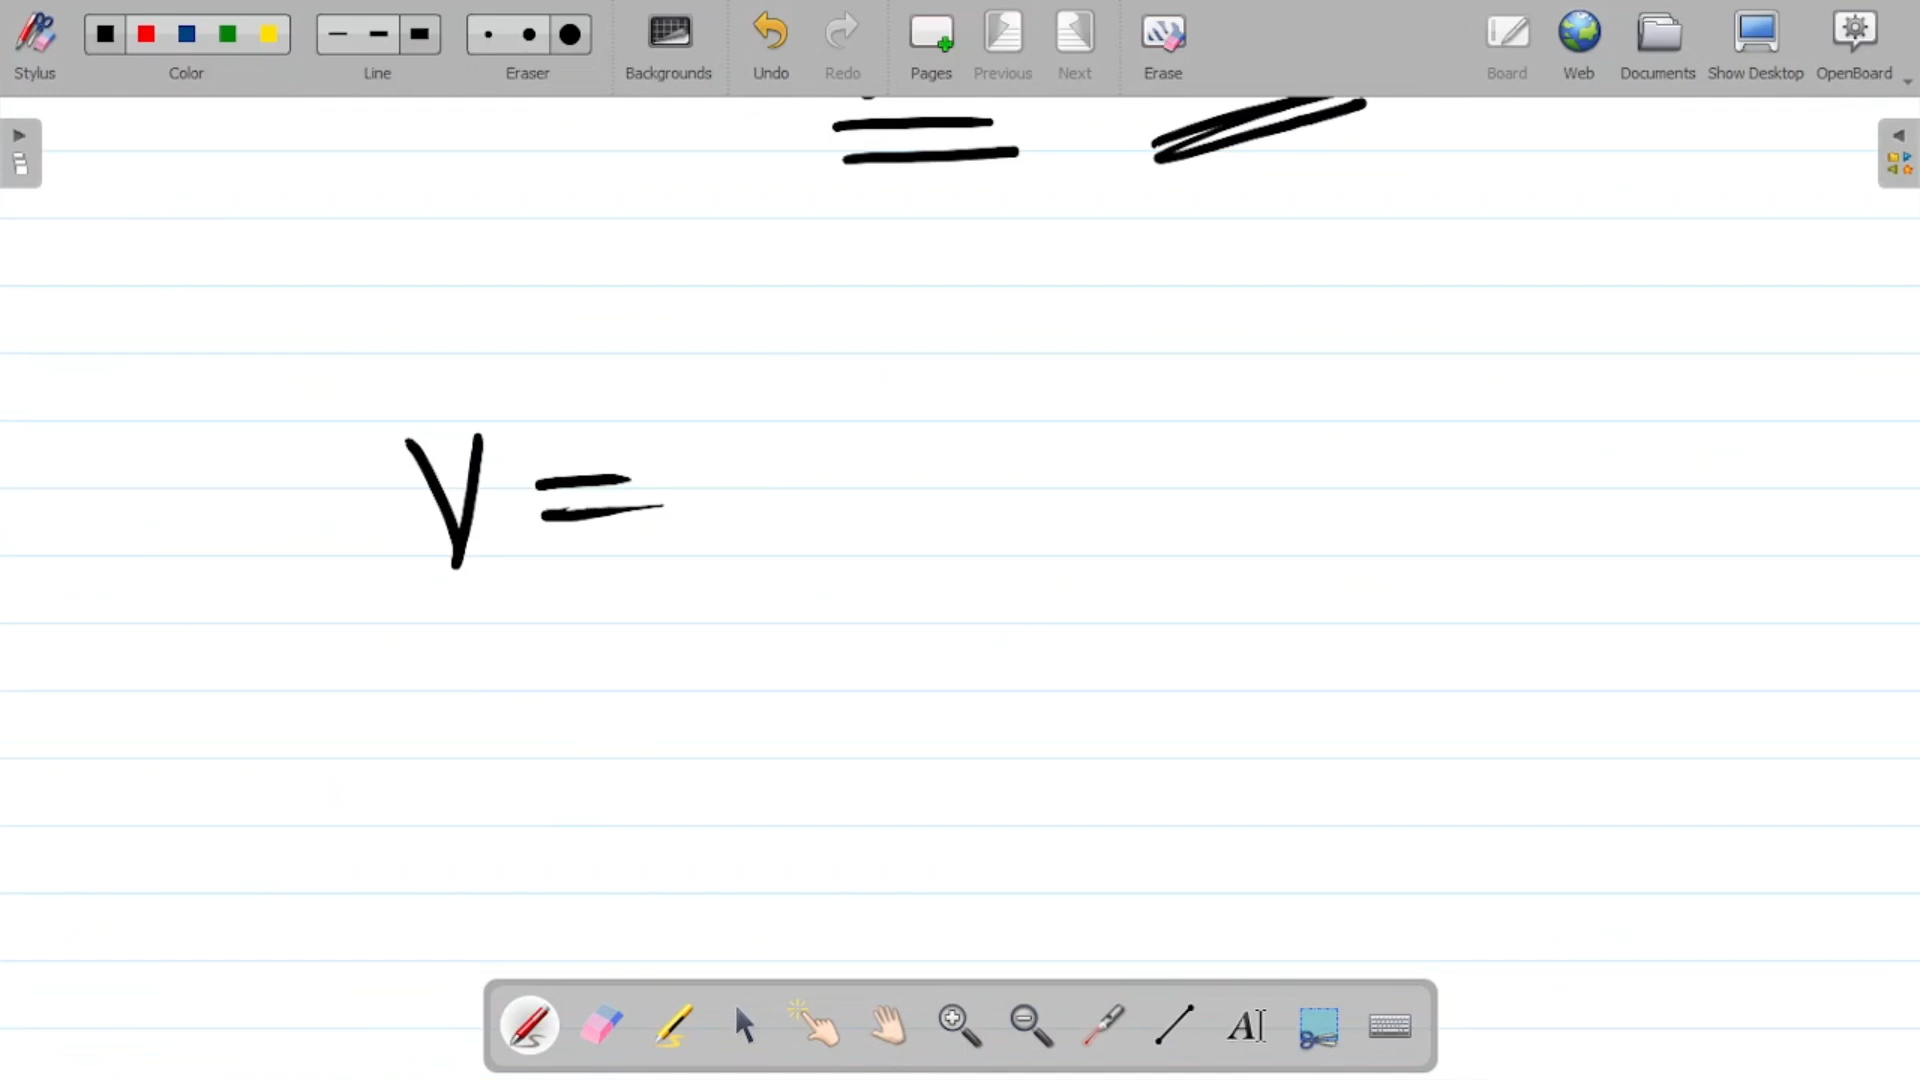 Stylus Color Line Eraser Backgrounds Undo Redo Pages Previous Next Erase Board Web Documents Show Desktop OpenBoard
V =